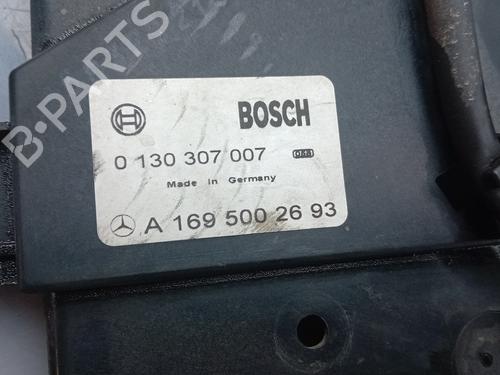 B-PARTS
BOSCH
0 130 307 007
Made in Germany
A 169 500 26 93